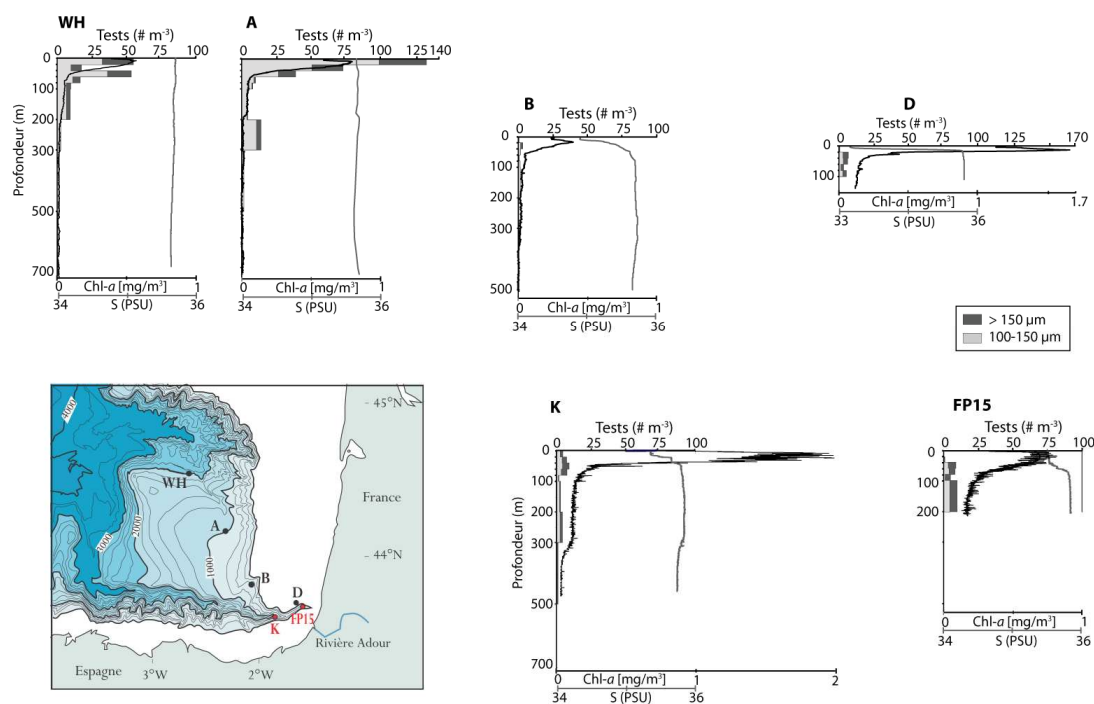 WH
Tests (# m⁻³)
0 25 50 75 100
0
100
200
300
500
700
Profondeur (m)
0 Chl-a [mg/m³] 1
34 S (PSU) 36
A
Tests (# m⁻³)
0 25 50 75 100 130 140
0 Chl-a [mg/m³] 1
34 S (PSU) 36
B
Tests (# m⁻³)
0 25 50 75 100
0
100
200
300
500
0 Chl-a [mg/m³] 1
34 S (PSU) 36
D
Tests (# m⁻³)
0 25 50 75 100 125 170
0
100
0 Chl-a [mg/m³] 1 1.7
33 S (PSU) 36
> 150 µm
100-150 µm
45°N
4000
WH
France
3000
2000
A
1000
44°N
B
D
FP15
K
Rivière Adour
Espagne
3°W 2°W
K
Tests (# m⁻³)
0 25 50 75 100
0
100
200
300
500
700
Profondeur (m)
0 Chl-a [mg/m³] 1 2
34 S (PSU) 36
FP15
Tests (# m⁻³)
0 25 50 75 100
0
100
200
300
500
0 Chl-a [mg/m³] 1
34 S (PSU) 36